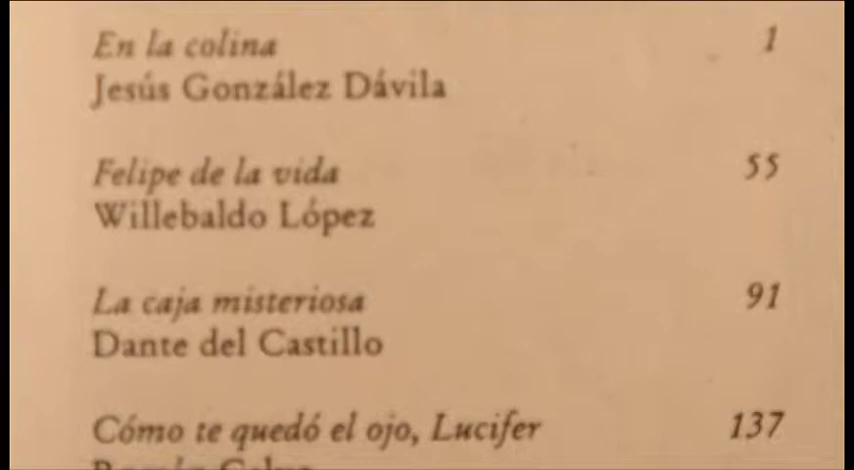 En la colina 1
Jesús González Dávila
Felipe de la vida 55
Willebaldo López
La caja misteriosa 91
Dante del Castillo
Cómo te quedó el ojo, Lucifer 137